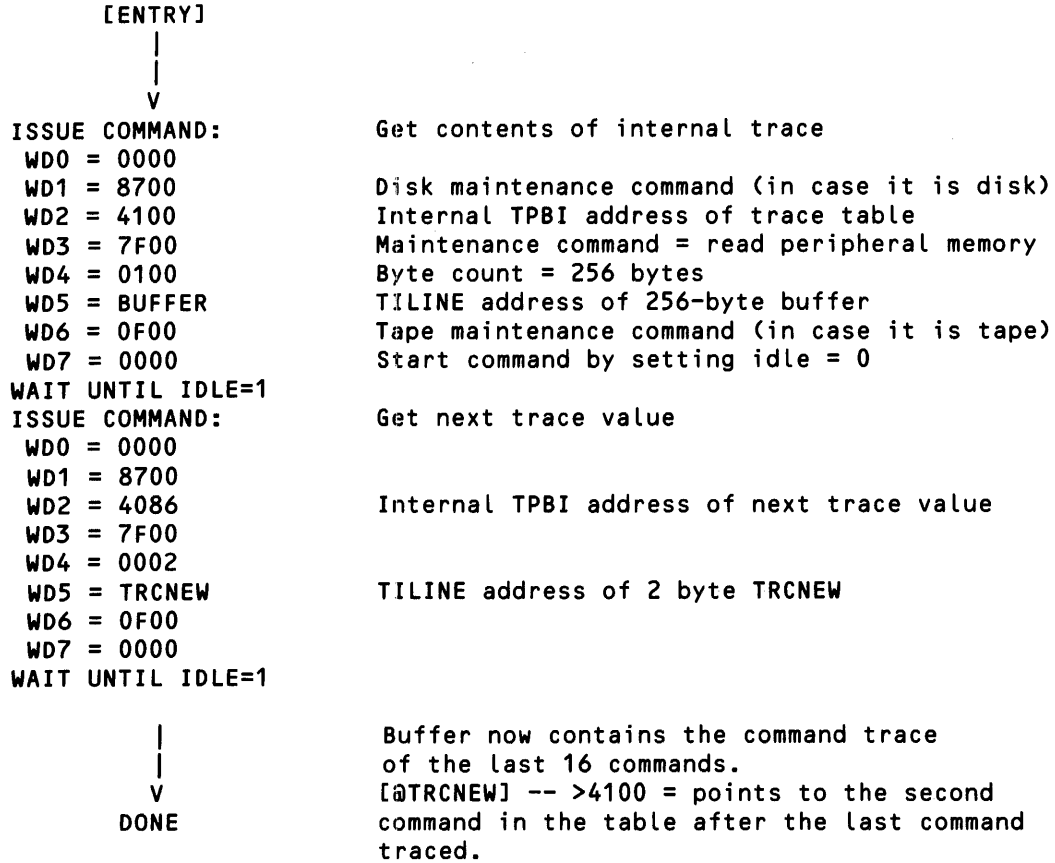 [ENTRY]
|
|
V
ISSUE COMMAND: Get contents of internal trace
WD0 = 0000
WD1 = 8700 Disk maintenance command (in case it is disk)
WD2 = 4100 Internal TPBI address of trace table
WD3 = 7F00 Maintenance command = read peripheral memory
WD4 = 0100 Byte count = 256 bytes
WD5 = BUFFER TILINE address of 256-byte buffer
WD6 = 0F00 Tape maintenance command (in case it is tape)
WD7 = 0000 Start command by setting idle = 0
WAIT UNTIL IDLE=1
ISSUE COMMAND: Get next trace value
WD0 = 0000
WD1 = 8700
WD2 = 4086 Internal TPBI address of next trace value
WD3 = 7F00
WD4 = 0002
WD5 = TRCNEW TILINE address of 2 byte TRCNEW
WD6 = 0F00
WD7 = 0000
WAIT UNTIL IDLE=1
| Buffer now contains the command trace
| of the last 16 commands.
V [@TRCNEW] -- >4100 = points to the second
DONE command in the table after the last command
traced.